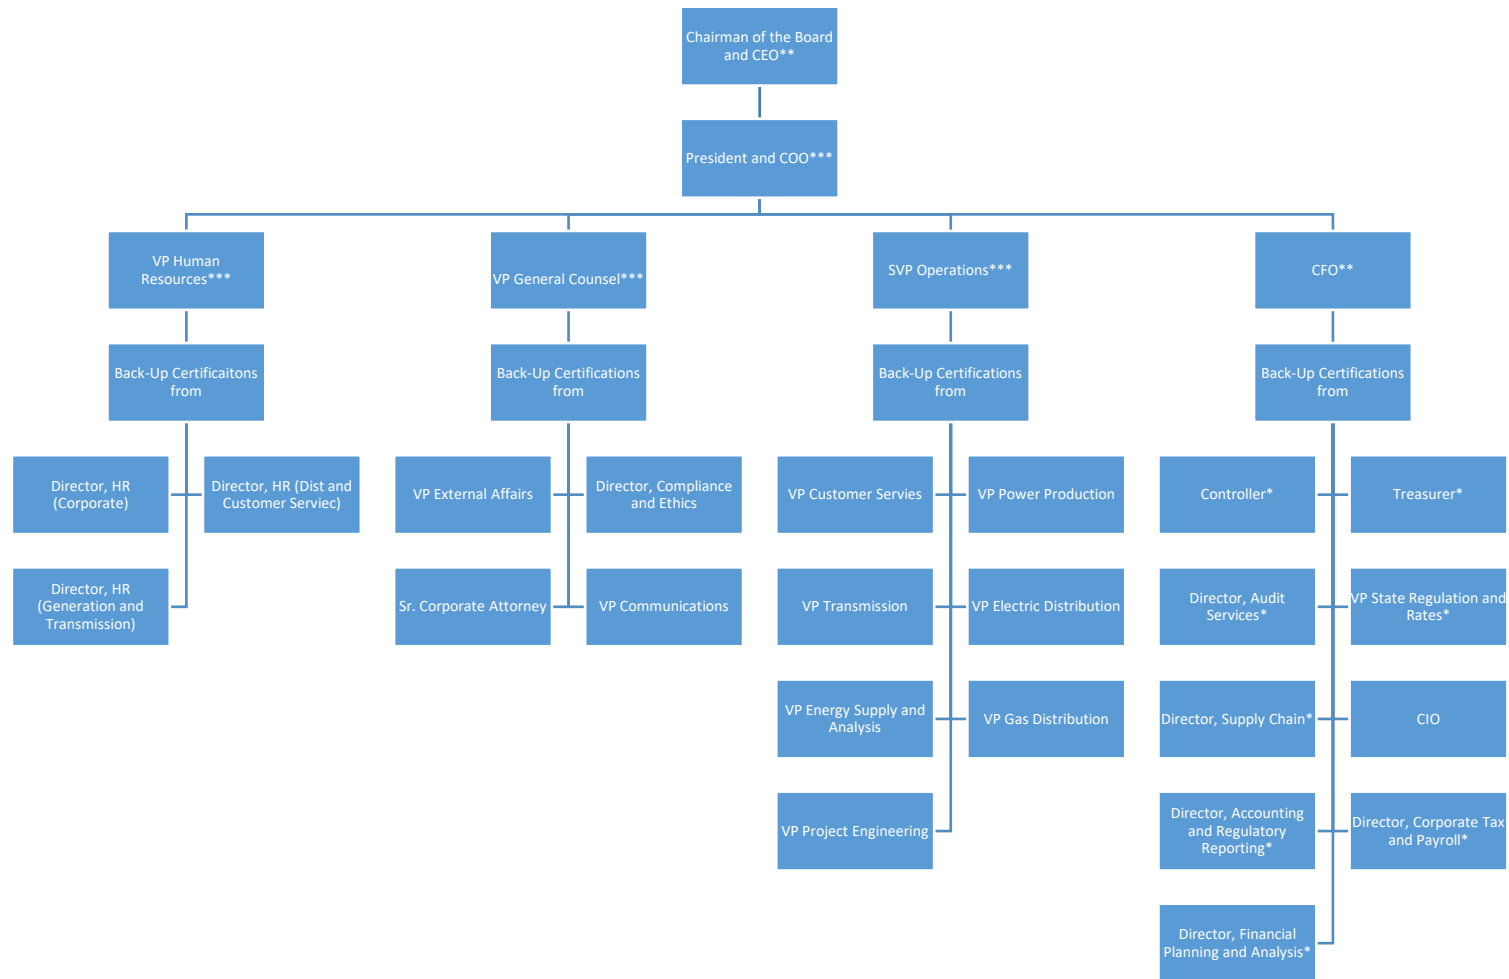 Chairman of the Board
and CEO**
President and COO***
VP Human
Resources***
VP General Counsel***
SVP Operations***
CFO**
Back-Up Certificaitons
from
Back-Up Certifications
from
Back-Up Certifications
from
Back-Up Certifications
from
Director, HR
(Corporate)
Director, HR (Dist and
Customer Serviec)
VP External Affairs
Director, Compliance
and Ethics
VP Customer Servies
VP Power Production
Controller*
Treasurer*
Director, HR
(Generation and
Transmission)
Sr. Corporate Attorney
VP Communications
VP Transmission
VP Electric Distribution
Director, Audit
Services*
VP State Regulation and
Rates*
VP Energy Supply and
Analysis
VP Gas Distribution
Director, Supply Chain*
CIO
VP Project Engineering
Director, Accounting
and Regulatory
Reporting*
Director, Corporate Tax
and Payroll*
Director, Financial
Planning and Analysis*